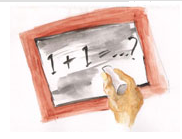 1 + 1 = ...?